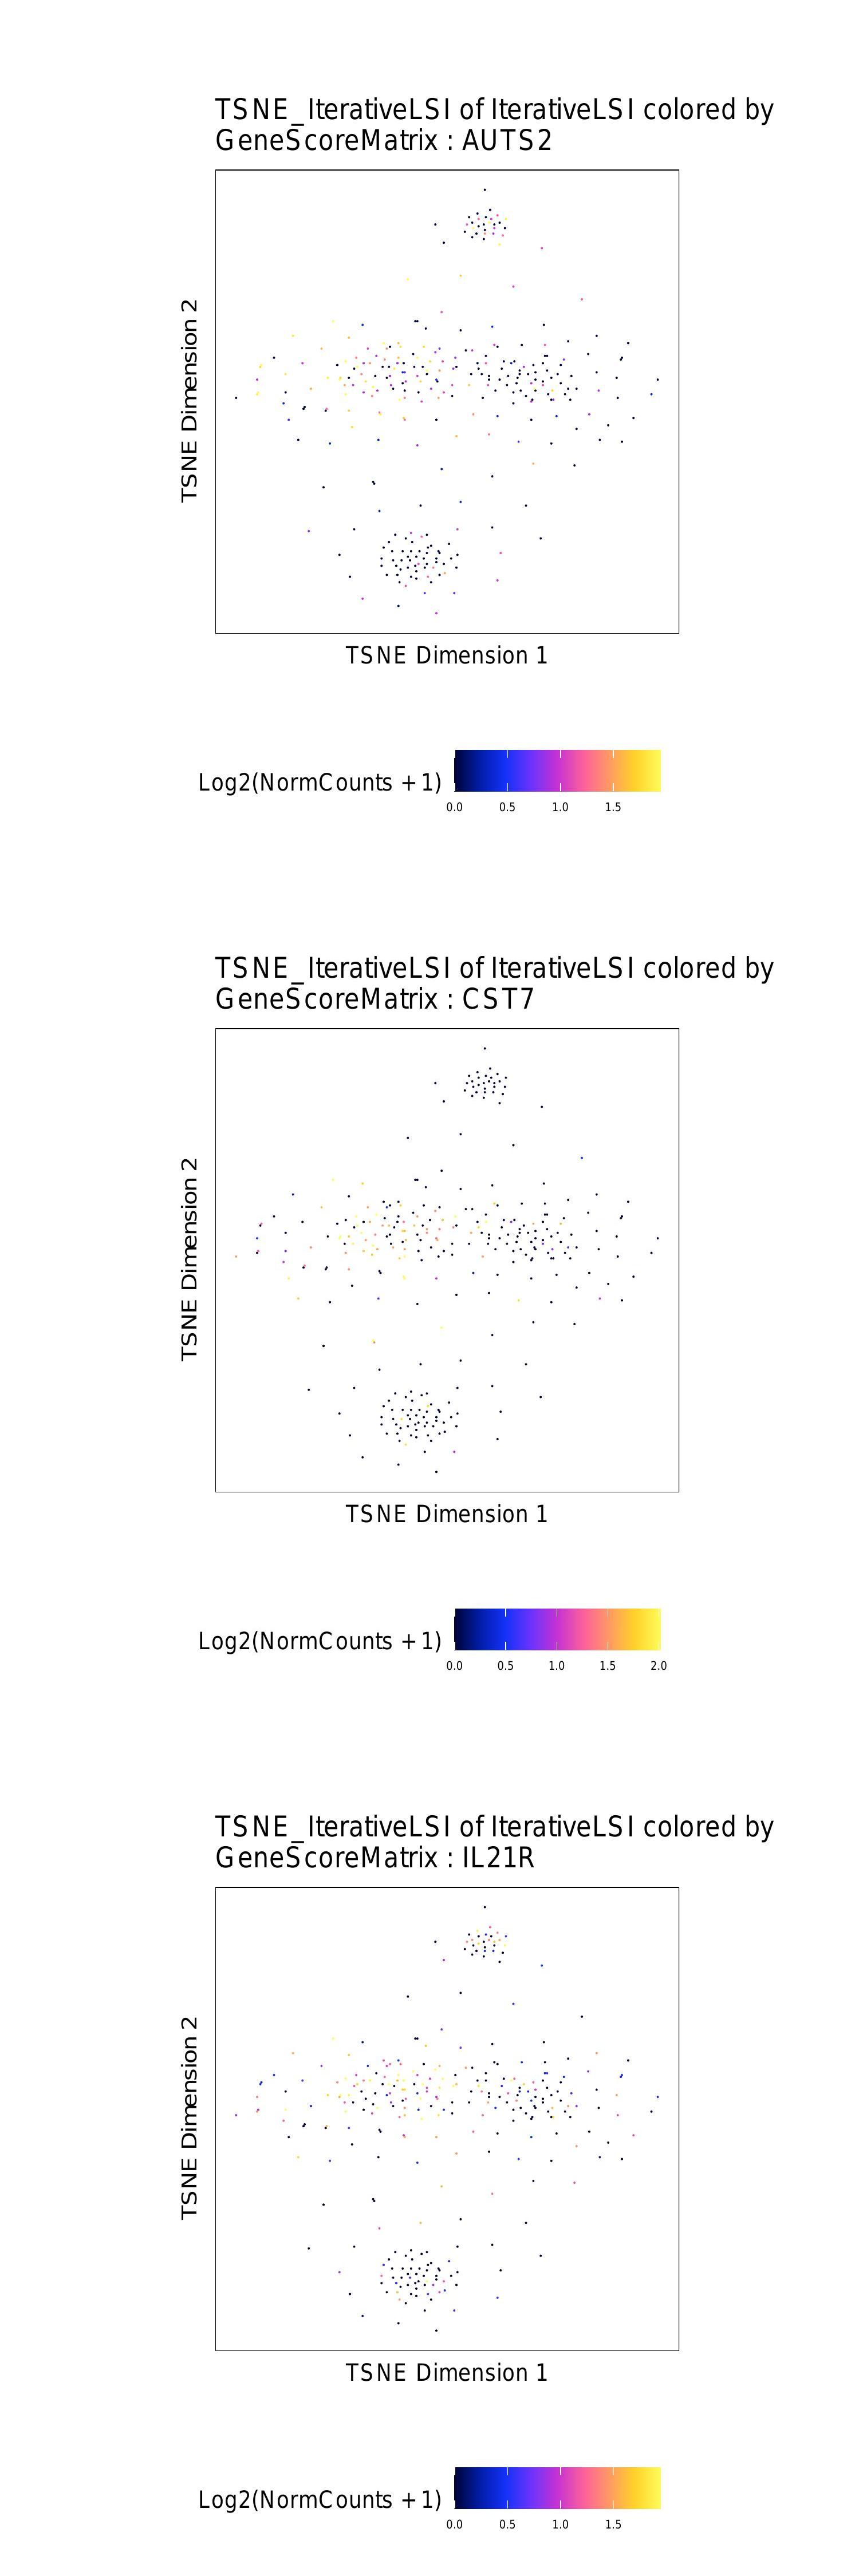 TSNE_IterativeLSI of IterativeLSI colored by
GeneScoreMatrix : AUTS2
TSNE Dimension 2
TSNE Dimension 1
Log2(NormCounts +1)
0.0 0.5 1.0 1.5
TSNE_IterativeLSI of IterativeLSI colored by
GeneScoreMatrix : CST7
TSNE Dimension 2
TSNE Dimension 1
Log2(NormCounts +1)
0.0 0.5 1.0 1.5 2.0
TSNE_IterativeLSI of IterativeLSI colored by
GeneScoreMatrix : IL21R
TSNE Dimension 2
TSNE Dimension 1
Log2(NormCounts +1)
0.0 0.5 1.0 1.5